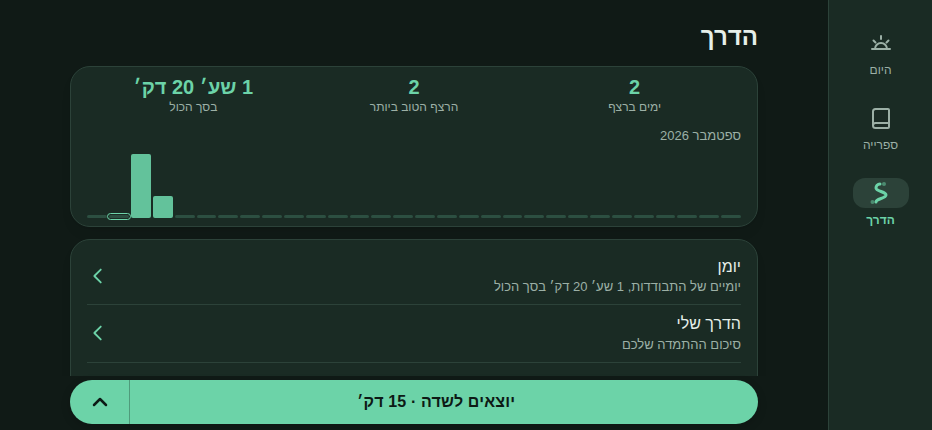 היום
ספרייה
הדרך
הדרך
2
ימים ברצף
2
הרצף הטוב ביותר
1 שע׳ 20 דק׳
בסך הכול
ספטמבר 2026
יומן
יומיים של התבודדות, 1 שע׳ 20 דק׳ בסך הכול
הדרך שלי
סיכום ההתמדה שלכם
יוצאים לשדה · 15 דק׳